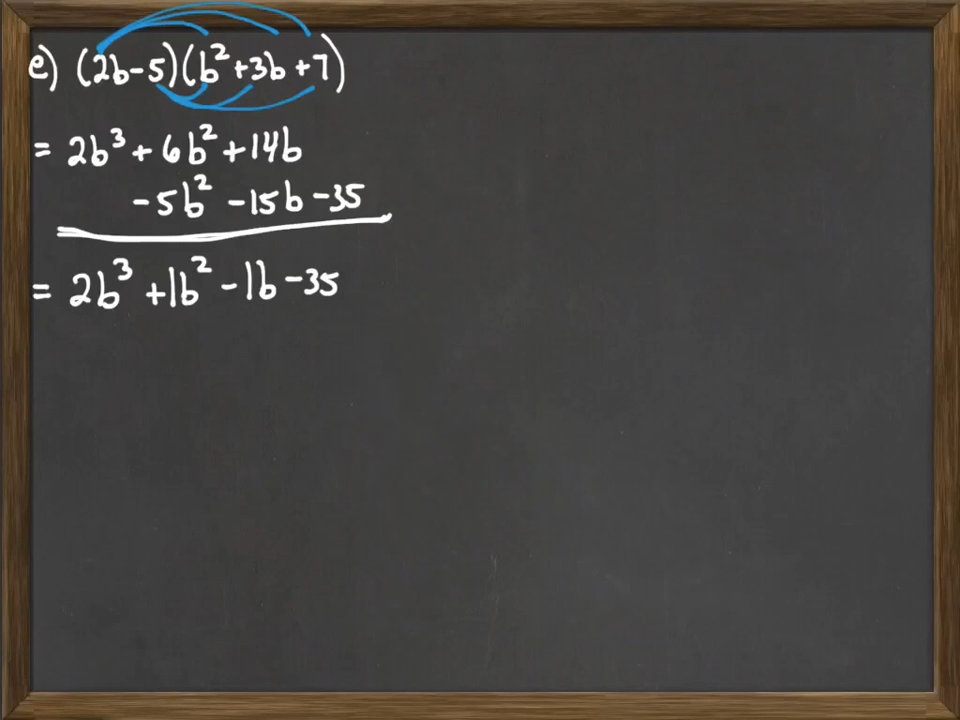 e) (2b-5)(b²+3b+7)
= 2b³ + 6b² + 14b
- 5b² - 15b - 35
= 2b³ + 1b² - 1b - 35